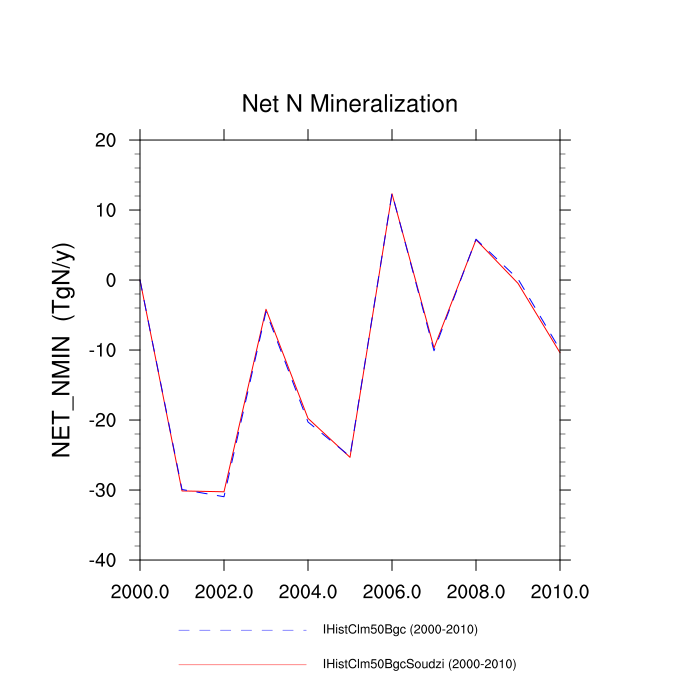 Net N Mineralization
NET_NMIN (TgN/y)
20
10
0
-10
-20
-30
-40
2000.0 2002.0 2004.0 2006.0 2008.0 2010.0
IHistClm50Bgc (2000-2010)
IHistClm50BgcSoudzi (2000-2010)